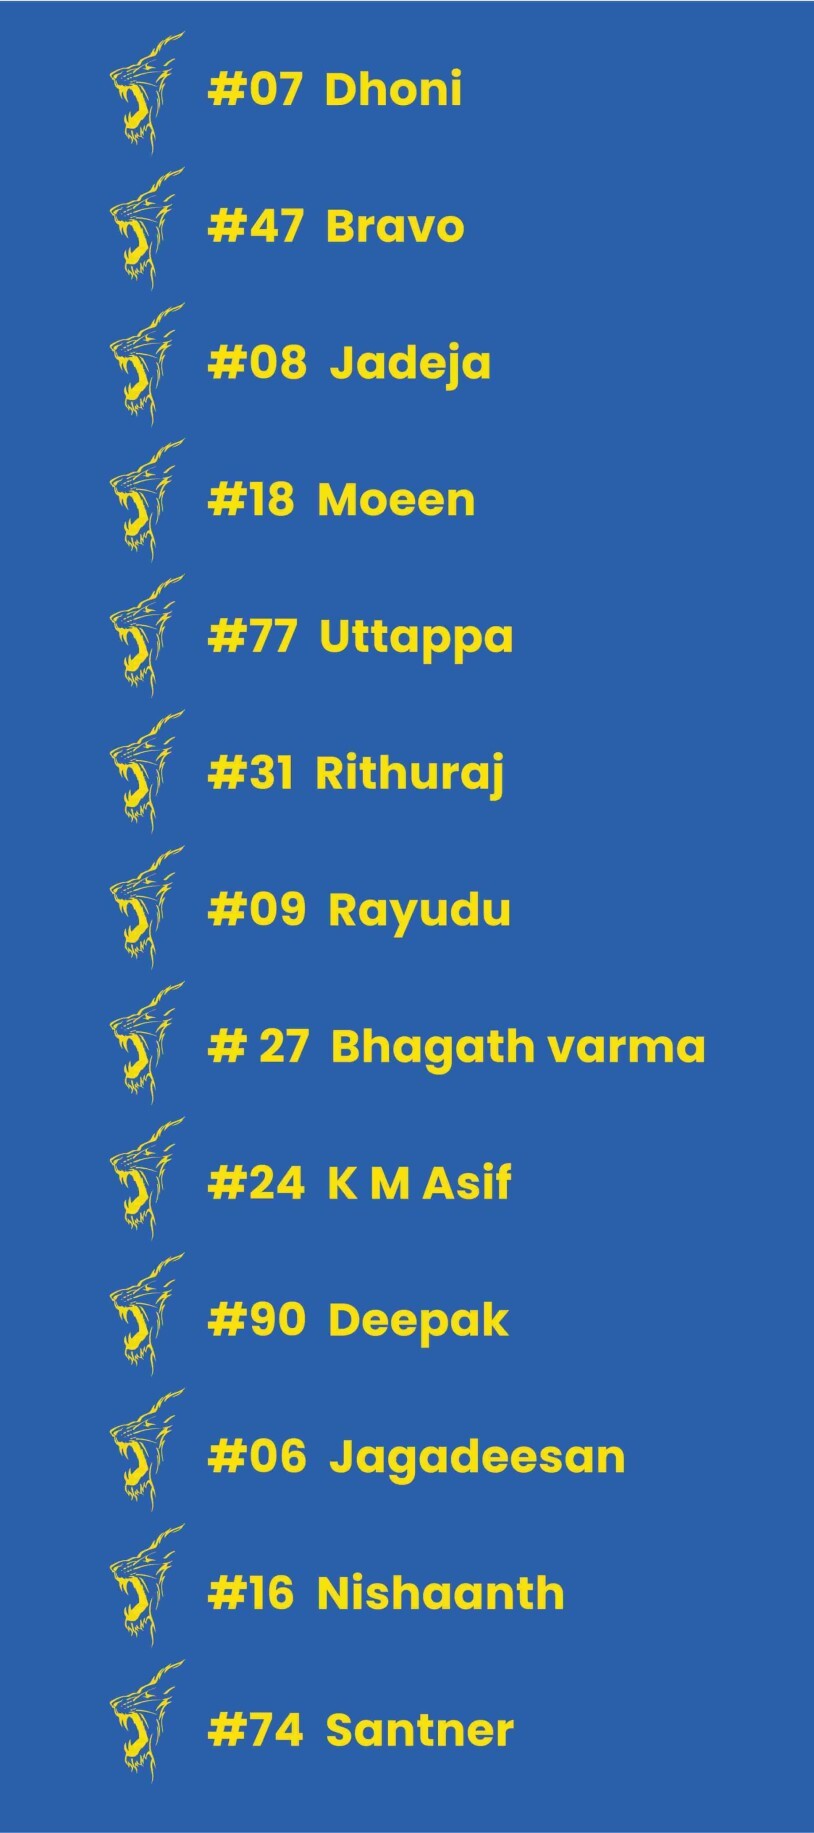 #07 Dhoni
#47 Bravo
#08 Jadeja
#18 Moeen
#77 Uttappa
#31 Rithuraj
#09 Rayudu
# 27 Bhagath varma
#24 K M Asif
#90 Deepak
#06 Jagadeesan
#16 Nishaanth
#74 Santner